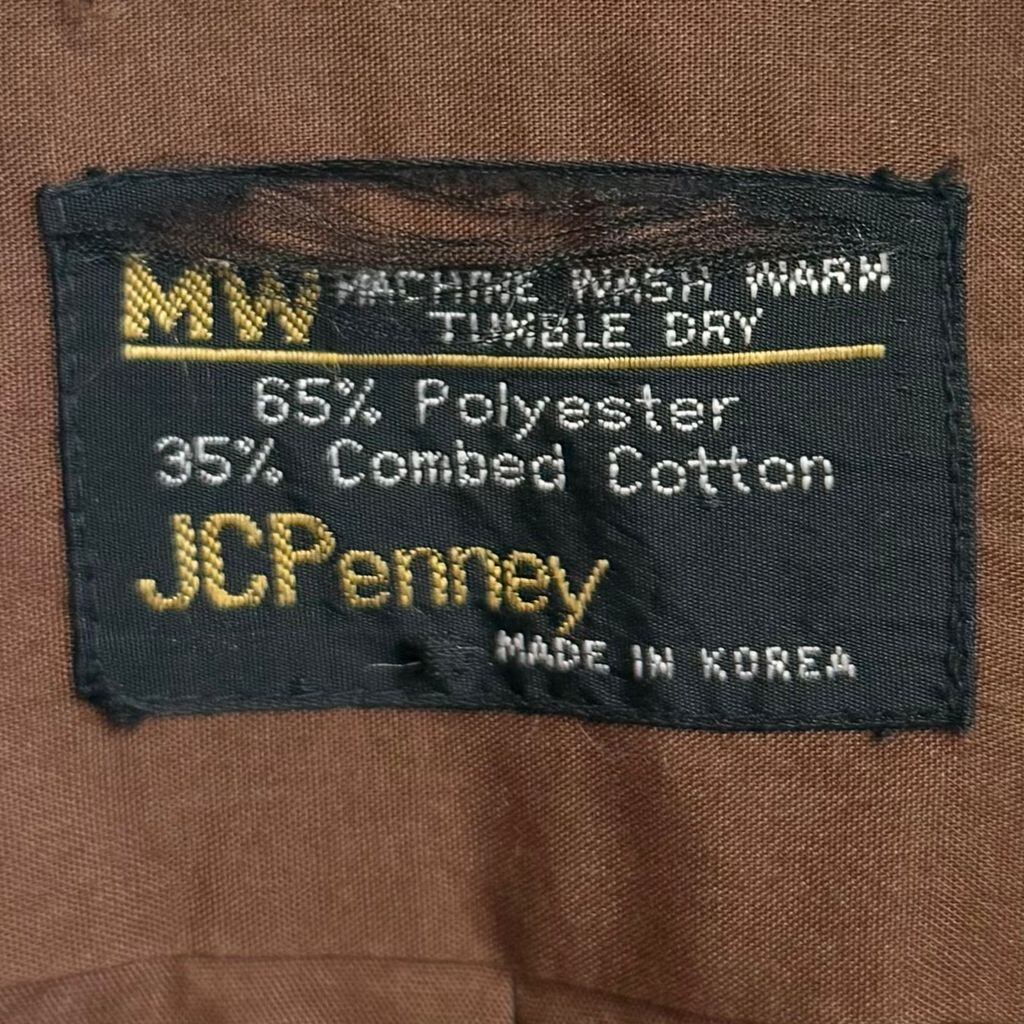 MW MACHINE WASH WARM
TUMBLE DRY
65% Polyester
35% Combed Cotton
JCPenney
MADE IN KOREA